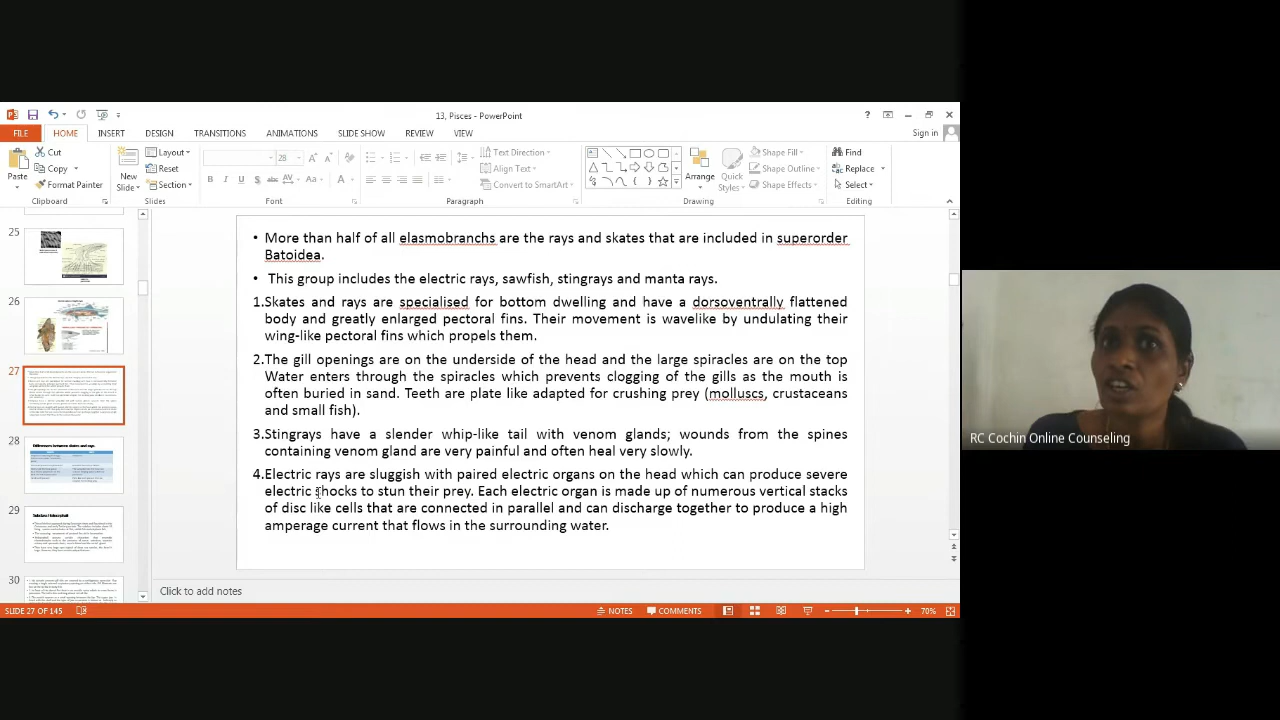 13, Pisces - PowerPoint
Sign in
FILE HOME INSERT DESIGN TRANSITIONS ANIMATIONS SLIDE SHOW REVIEW VIEW
Paste
Cut
Copy
Format Painter
Clipboard
New Slide
Layout
Reset
Section
Slides
28
B I U S abc AV Aa A
Font
Text Direction
Align Text
Convert to SmartArt
Paragraph
Arrange
Quick Styles
Shape Fill
Shape Outline
Shape Effects
Drawing
Find
Replace
Select
Editing
25
26
27
28
29
30
• More than half of all elasmobranchs are the rays and skates that are included in superorder
Batoidea.
• This group includes the electric rays, sawfish, stingrays and manta rays.
1.Skates and rays are specialised for bottom dwelling and have a dorsoventrally flattened
body and greatly enlarged pectoral fins. Their movement is wavelike by undulating their
wing-like pectoral fins which propels them.
2.The gill openings are on the underside of the head and the large spiracles are on the top
Water enters through the spiracles to prevent clogging of the gills as the mouth is
often buried in sand. Teeth are plate like adapted for crushing prey (molluscs, crustaceans
and small fish).
3.Stingrays have a slender whip-like tail with venom glands; wounds from the spines
containing venom gland are very painful and often heal very slowly.
4.Electric rays are sluggish with paired electric organs on the head which can produce severe
electric shocks to stun their prey. Each electric organ is made up of numerous vertical stacks
of disc like cells that are connected in parallel and can discharge together to produce a high
amperage current that flows in the surrounding water.
Click to add notes
SLIDE 27 OF 145
NOTES
COMMENTS
70%
RC Cochin Online Counseling